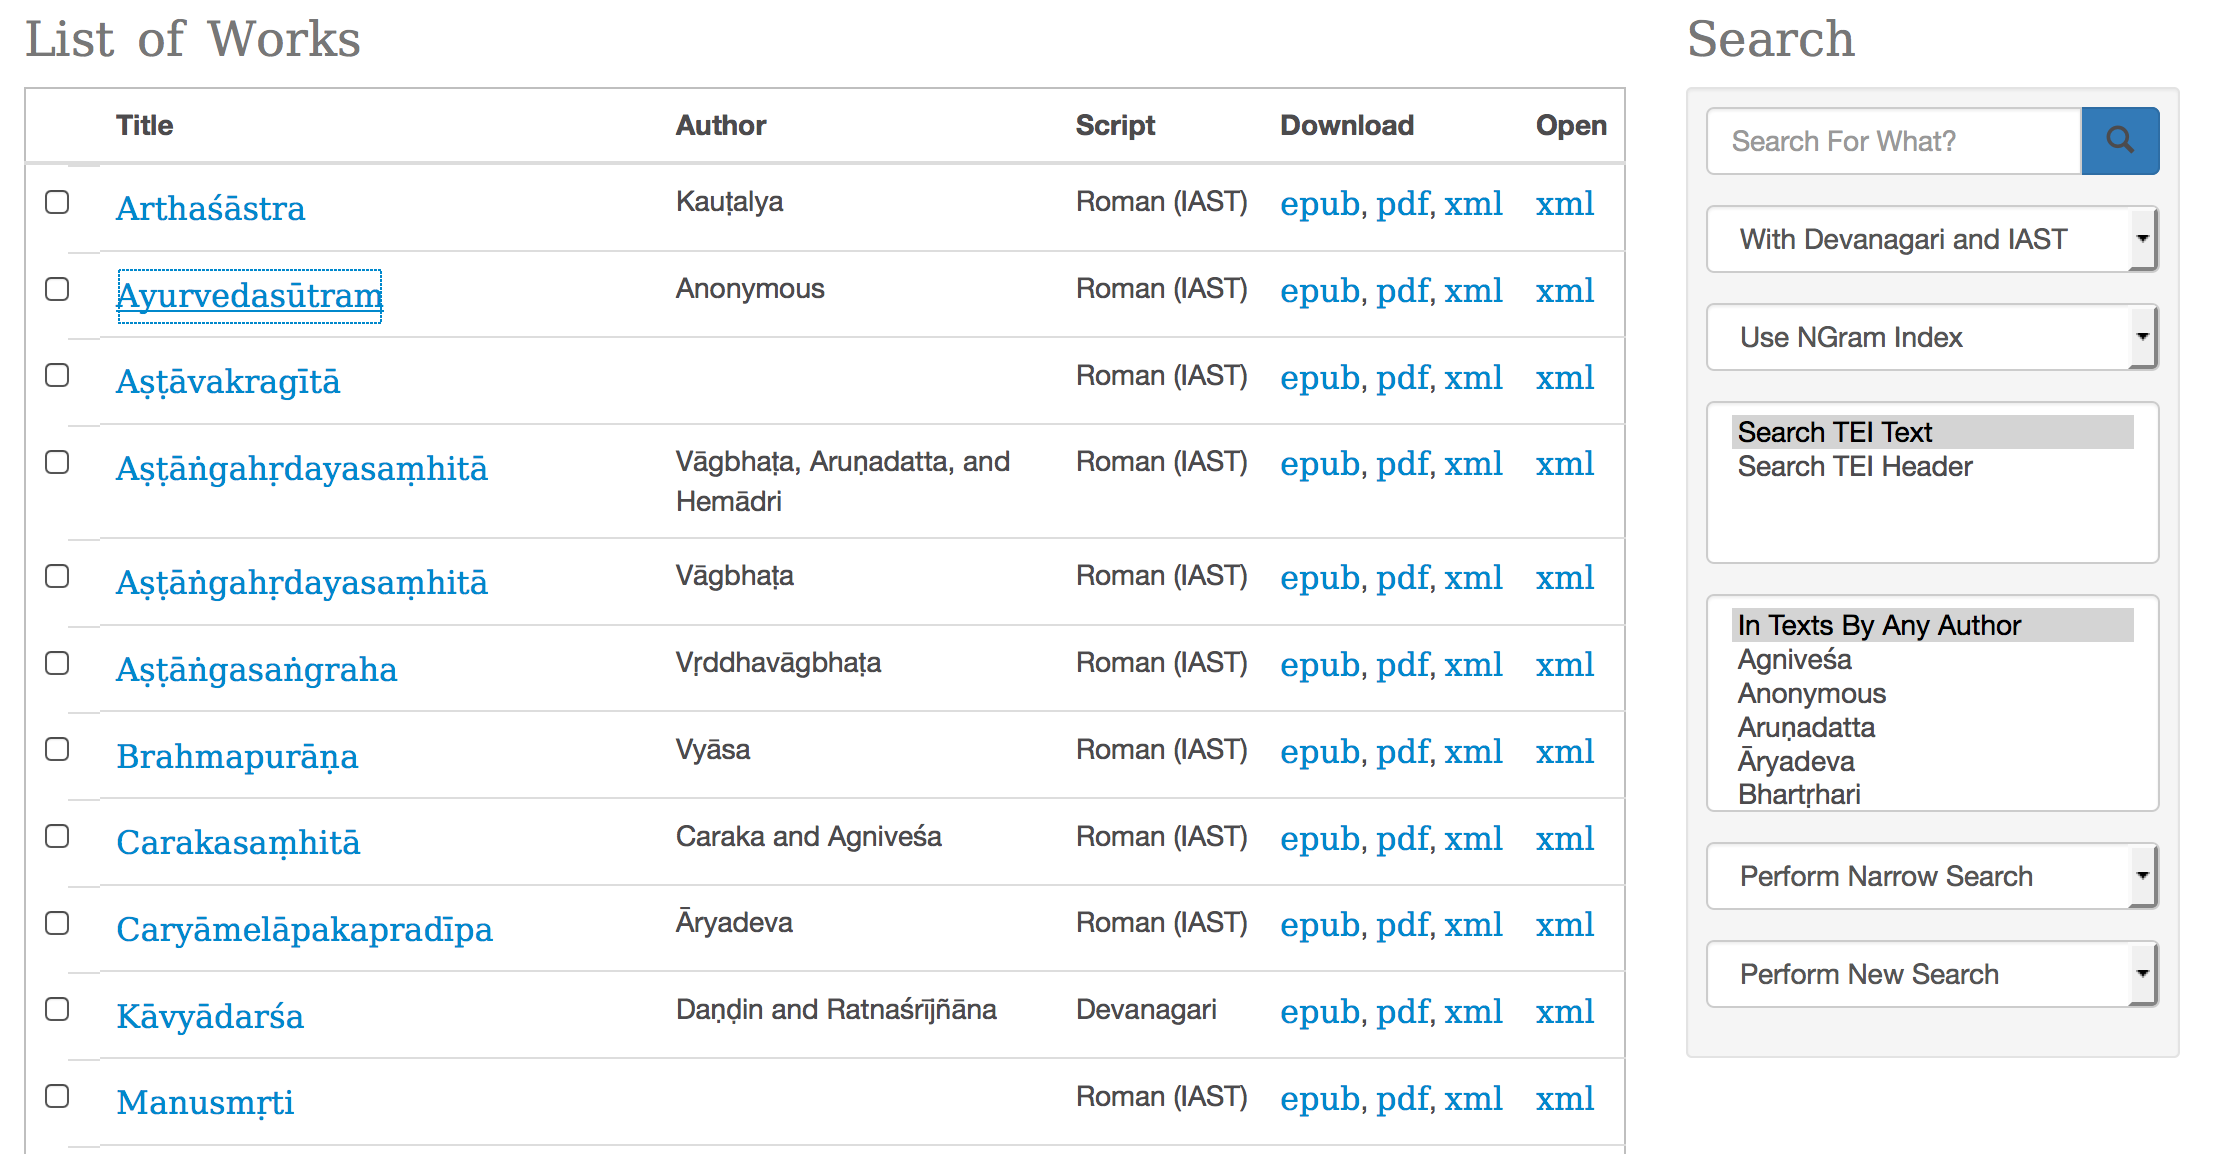 List of Works
Title Author Script Download Open
Arthaśāstra Kauṭalya Roman (IAST) epub, pdf, xml xml
Ayurvedasūtram Anonymous Roman (IAST) epub, pdf, xml xml
Aṣṭāvakragītā Roman (IAST) epub, pdf, xml xml
Aṣṭāṅgahṛdayasaṃhitā Vāgbhaṭa, Aruṇadatta, and Roman (IAST) epub, pdf, xml xml
Hemādri
Aṣṭāṅgahṛdayasaṃhitā Vāgbhaṭa Roman (IAST) epub, pdf, xml xml
Aṣṭāṅgasaṅgraha Vṛddhavāgbhaṭa Roman (IAST) epub, pdf, xml xml
Brahmapurāṇa Vyāsa Roman (IAST) epub, pdf, xml xml
Carakasaṃhitā Caraka and Agniveśa Roman (IAST) epub, pdf, xml xml
Caryāmelāpakapradīpa Āryadeva Roman (IAST) epub, pdf, xml xml
Kāvyādarśa Daṇḍin and Ratnaśrījñāna Devanagari epub, pdf, xml xml
Manusmṛti Roman (IAST) epub, pdf, xml xml
Search
Search For What?
With Devanagari and IAST
Use NGram Index
Search TEI Text
Search TEI Header
In Texts By Any Author
Agniveśa
Anonymous
Aruṇadatta
Āryadeva
Bhartṛhari
Perform Narrow Search
Perform New Search